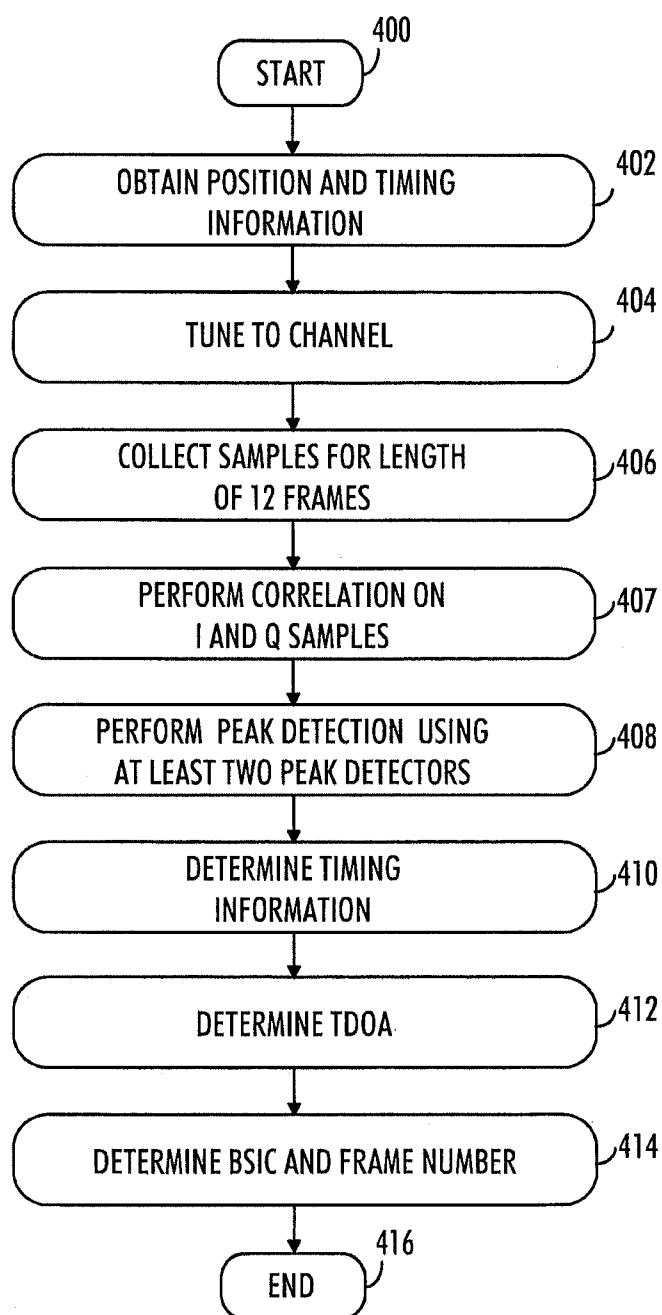 400
START
402
OBTAIN POSITION AND TIMING
INFORMATION
404
TUNE TO CHANNEL
COLLECT SAMPLES FOR LENGTH
OF 12 FRAMES
406
PERFORM CORRELATION ON
I AND Q SAMPLES
407
PERFORM PEAK DETECTION USING
AT LEAST TWO PEAK DETECTORS
408
DETERMINE TIMING
INFORMATION
410
DETERMINE TDOA
412
DETERMINE BSIC AND FRAME NUMBER
414
416
END